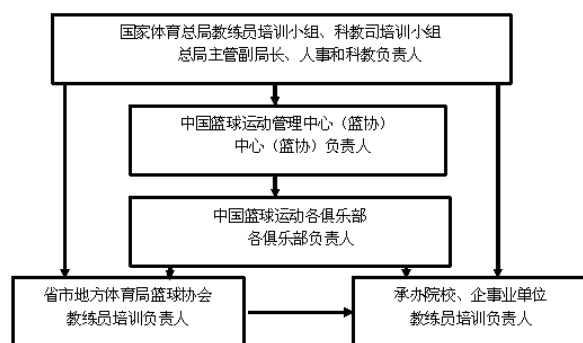 国家体育总局教练员培训小组、科教司培训小组
总局主管副局长、人事和科教负责人
中国篮球运动管理中心（篮协）
中心（篮协）负责人
中国篮球运动各俱乐部
各俱乐部负责人
省市地方体育局篮球协会
教练员培训负责人
承办院校、企事业单位
教练员培训负责人